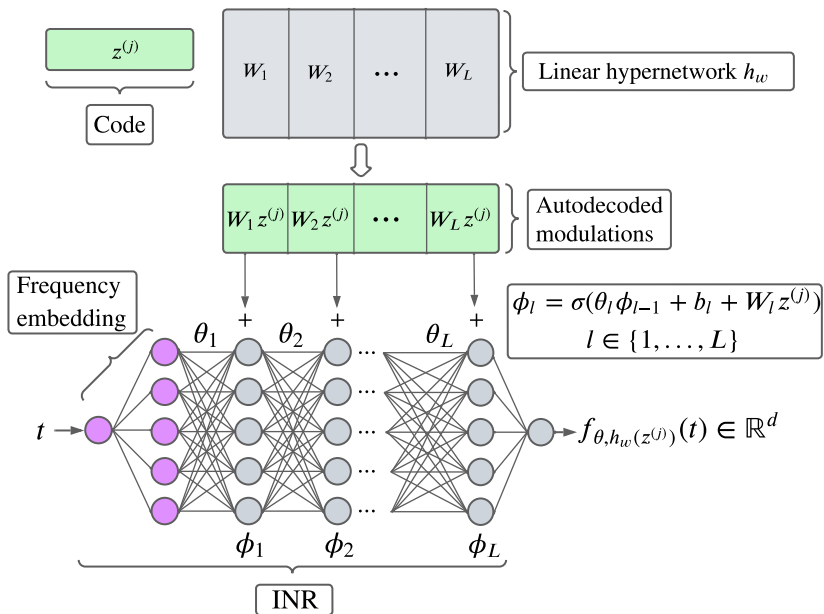 z^{(j)}
Code
W_1 W_2 ••• W_L
Linear hypernetwork h_w
W_1 z^{(j)} W_2 z^{(j)} ••• W_L z^{(j)}
Autodecoded
modulations
Frequency
embedding
ϕ_l = σ(θ_l ϕ_{l−1} + b_l + W_l z^{(j)})
l ∈ {1,…,L}
+ + +
θ_1 θ_2 ... θ_L
...
...
t
...
f_{θ,h_w(z^{(j)})}(t) ∈ ℝ^d
...
...
ϕ_1 ϕ_2 ϕ_L
INR